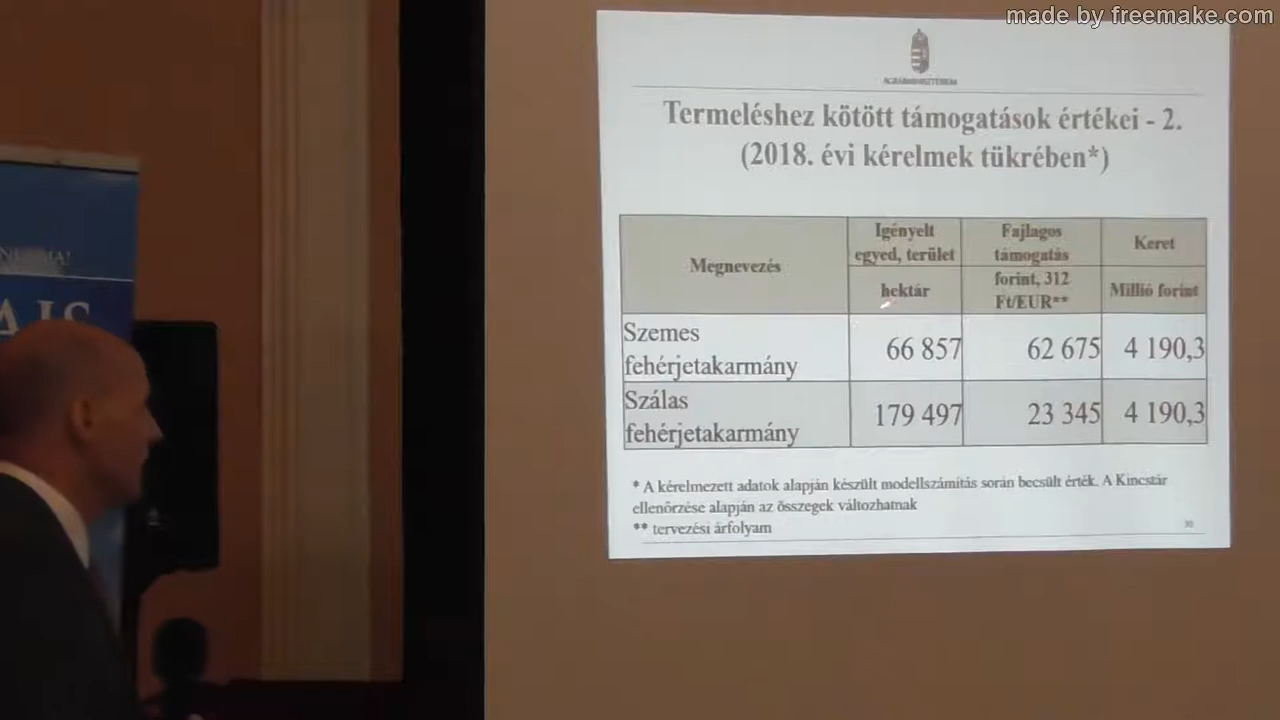 made by freemake.com
AGRÁRMINISZTÉRIUM
Termeléshez kötött támogatások értékei - 2.
(2018. évi kérelmek tükrében*)
Megnevezés
Igényelt
egyed, terület
hektár
Fajlagos
támogatás
forint, 312
Ft/EUR**
Keret
Millió forint
Szemes
fehérjetakarmány
66 857
62 675
4 190,3
Szálas
fehérjetakarmány
179 497
23 345
4 190,3
* A kérelmezett adatok alapján készült modellszámítás során becsült érték. A Kincstár
ellenőrzése alapján az összegek változhatnak
** tervezési árfolyam